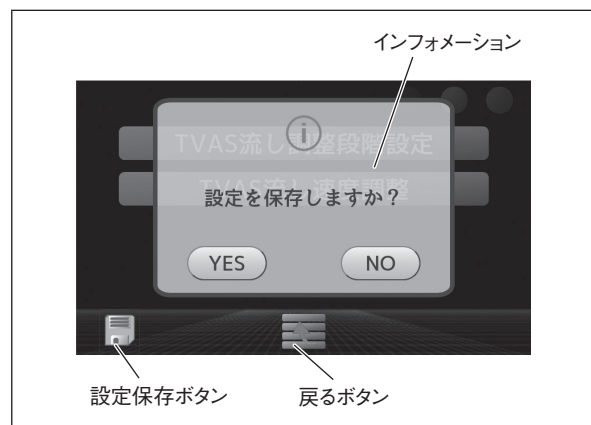 インフォメーション
TVAS流し調整段階設定
TVAS流し速度調整
設定を保存しますか？
YES
NO
設定保存ボタン
戻るボタン